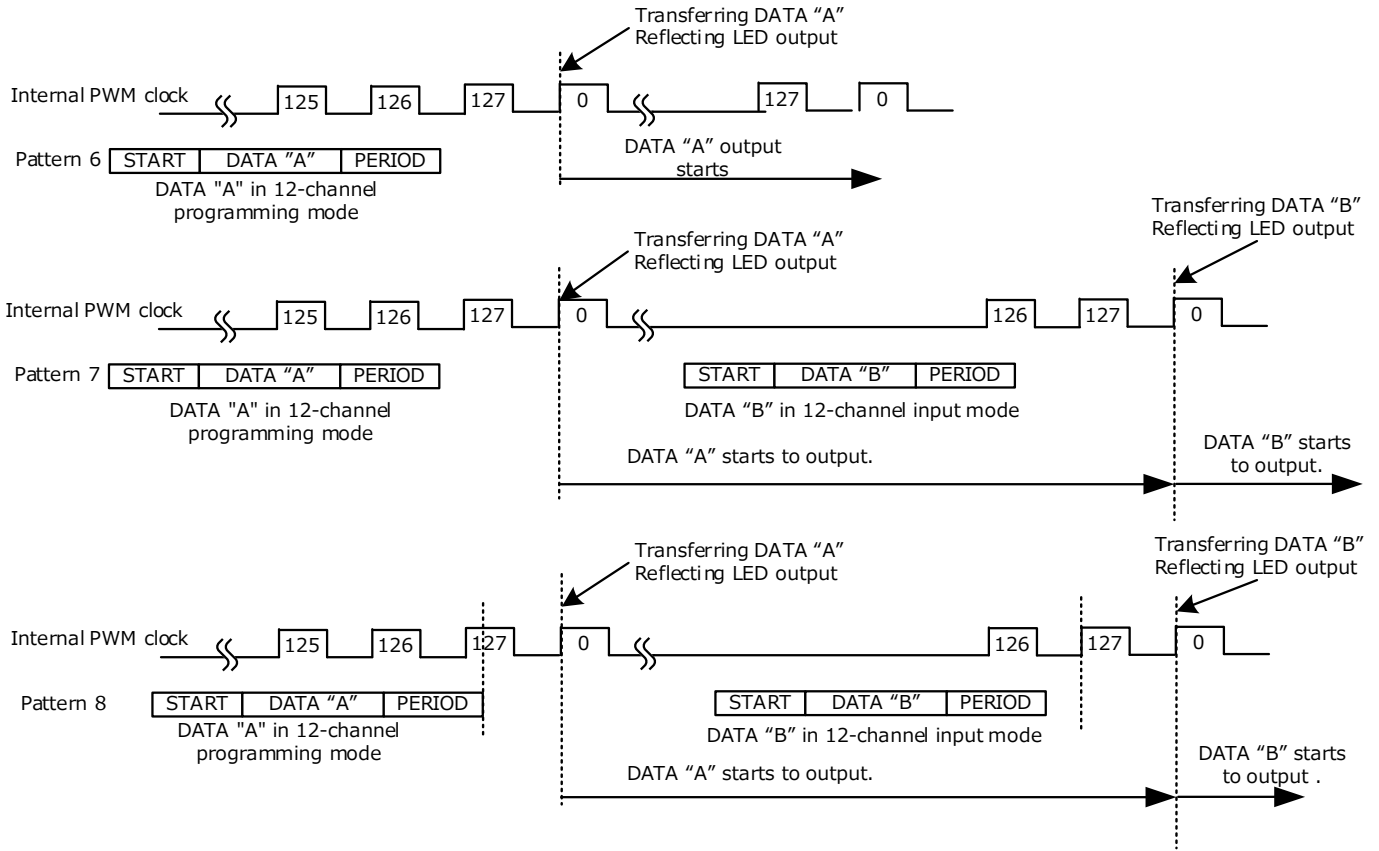 Transferring DATA “A”
Reflecting LED output
Internal PWM clock
125
126
127
0
127
0
Pattern 6
START
DATA ”A”
PERIOD
DATA "A" in 12-channel
programming mode
DATA “A” output
starts
Transferring DATA “A”
Reflecting LED output
Transferring DATA “B”
Reflecting LED output
Internal PWM clock
125
126
127
0
126
127
0
Pattern 7
START
DATA “A”
PERIOD
START
DATA “B”
PERIOD
DATA "A" in 12-channel
programming mode
DATA “B” in 12-channel input mode
DATA “A” starts to output.
DATA “B” starts
to output.
Transferring DATA “A”
Reflecting LED output
Transferring DATA “B”
Reflecting LED output
Internal PWM clock
125
126
127
0
126
127
0
Pattern 8
START
DATA “A”
PERIOD
START
DATA “B”
PERIOD
DATA "A" in 12-channel
programming mode
DATA “B” in 12-channel input mode
DATA “A” starts to output.
DATA “B” starts
to output .